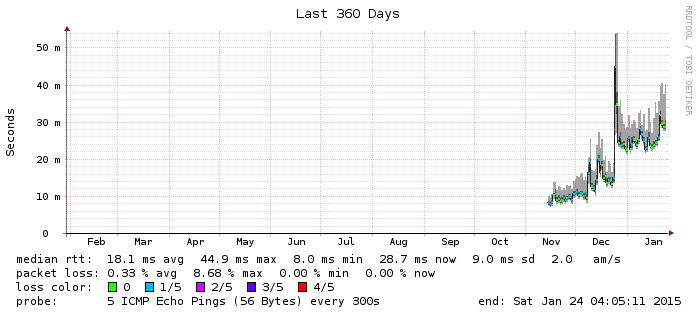 Last 360 Days
RRDTOOL / TOBI OETIKER
Seconds
50 m
40 m
30 m
20 m
10 m
0
Feb Mar Apr May Jun Jul Aug Sep Oct Nov Dec Jan
median rtt: 18.1 ms avg 44.9 ms max 8.0 ms min 28.7 ms now 9.0 ms sd 2.0 am/s
packet loss: 0.33 % avg 8.68 % max 0.00 % min 0.00 % now
loss color: 0 1/5 2/5 3/5 4/5
probe: 5 ICMP Echo Pings (56 Bytes) every 300s end: Sat Jan 24 04:05:11 2015